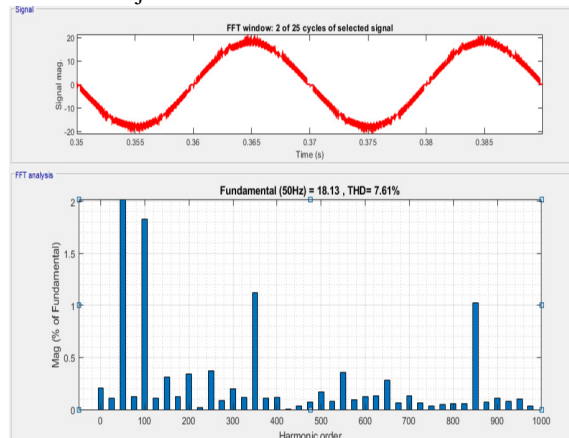 Signal
FFT window: 2 of 25 cycles of selected signal
20
10
0
-10
-20
Signal mag.
0.35 0.355 0.36 0.365 0.37 0.375 0.38 0.385
Time (s)
FFT analysis
Fundamental (50Hz) = 18.13 , THD= 7.61%
2
1.5
1
0.5
0
Mag (% of Fundamental)
0 100 200 300 400 500 600 700 800 900 1000
Harmonic order